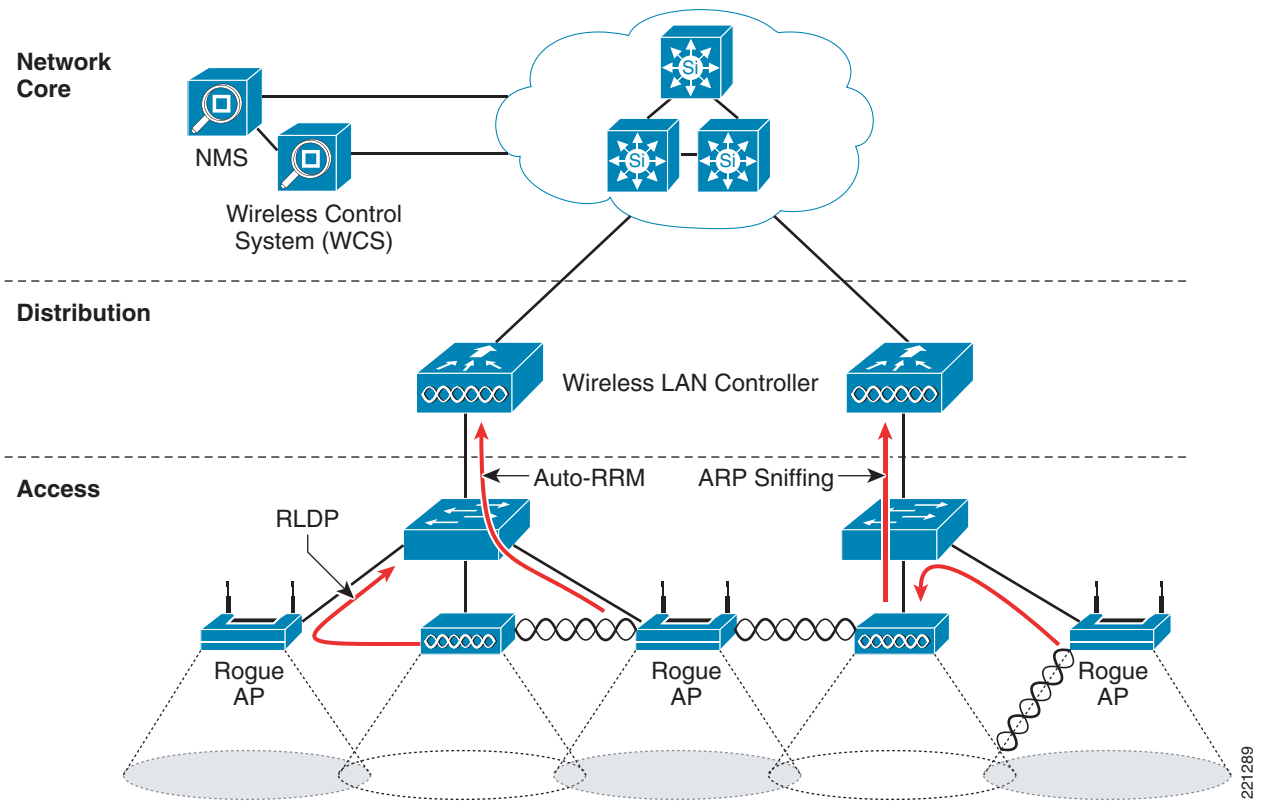 Network
Core
Si
Si
Si
NMS
Wireless Control
System (WCS)
Distribution
Wireless LAN Controller
Auto-RRM
ARP Sniffing
Access
RLDP
Rogue
AP
Rogue
AP
Rogue
AP
221289